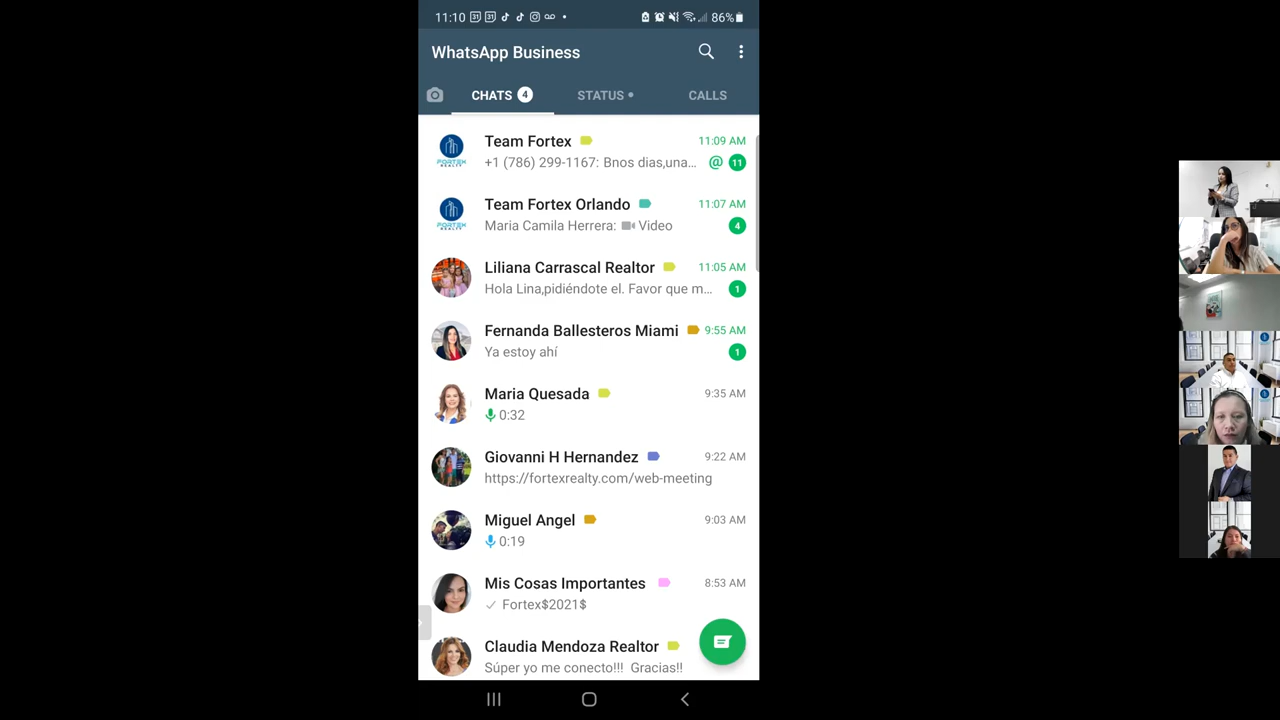 11:10
86%
WhatsApp Business
CHATS 4
STATUS
CALLS
Team Fortex
11:09 AM
+1 (786) 299-1167: Bnos dias,una...
@ 11
Team Fortex Orlando
11:07 AM
Maria Camila Herrera: Video
4
Liliana Carrascal Realtor
11:05 AM
Hola Lina,pidiéndote el. Favor que m...
1
Fernanda Ballesteros Miami
9:55 AM
Ya estoy ahí
1
Maria Quesada
9:35 AM
0:32
Giovanni H Hernandez
9:22 AM
https://fortexrealty.com/web-meeting
Miguel Angel
9:03 AM
0:19
Mis Cosas Importantes
8:53 AM
Fortex$2021$
Claudia Mendoza Realtor
Súper yo me conecto!!! Gracias!!